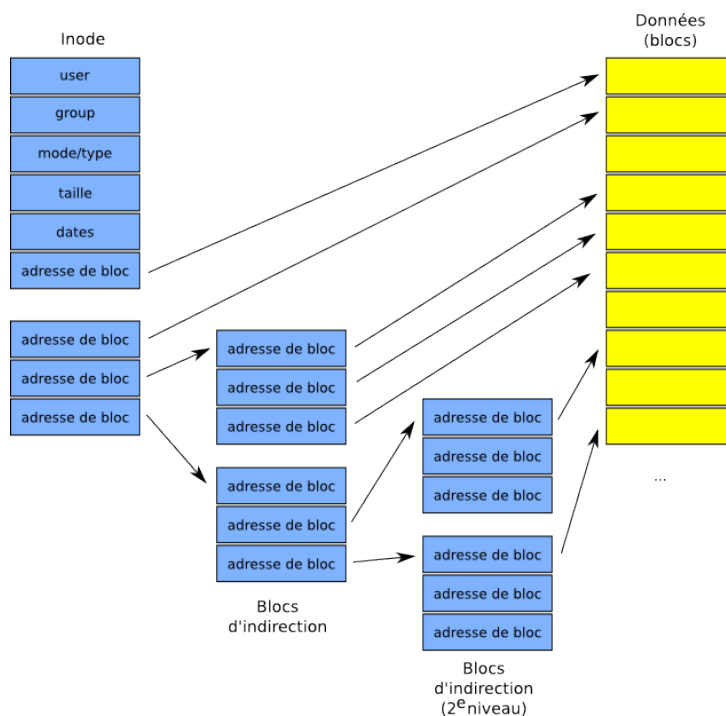 Inode
user
group
mode/type
taille
dates
adresse de bloc
adresse de bloc
adresse de bloc
adresse de bloc
adresse de bloc
adresse de bloc
adresse de bloc
adresse de bloc
adresse de bloc
adresse de bloc
Blocs
d'indirection
adresse de bloc
adresse de bloc
adresse de bloc
adresse de bloc
adresse de bloc
adresse de bloc
Blocs
d'indirection
(2e niveau)
Données
(blocs)
...